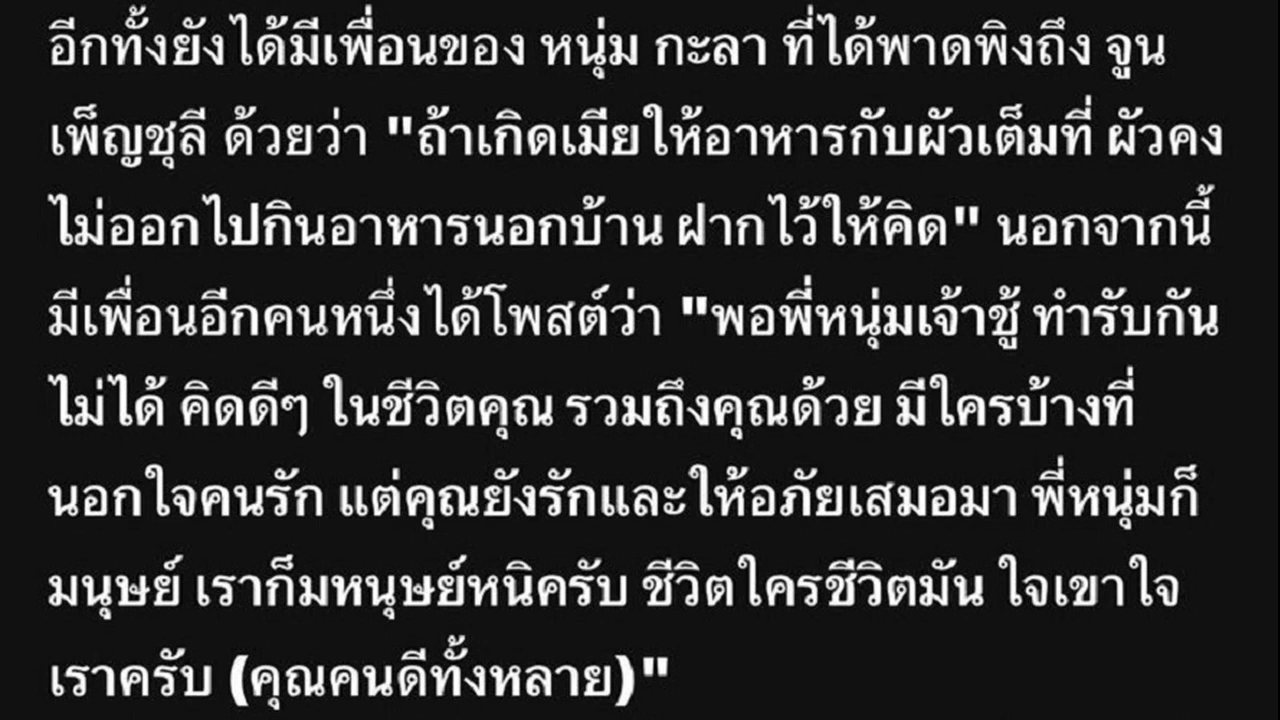 อีกทั้งยังได้มีเพื่อนของ หนุ่ม กะลา ที่ได้พาดพิงถึง จูน
เพ็ญชุลี ด้วยว่า "ถ้าเกิดเมียให้อาหารกับผัวเต็มที่ ผัวคง
ไม่ออกไปกินอาหารนอกบ้าน ฝากไว้ให้คิด" นอกจากนี้
มีเพื่อนอีกคนหนึ่งได้โพสต์ว่า "พอพี่หนุ่มเจ้าชู้ ทำรับกัน
ไม่ได้ คิดดีๆ ในชีวิตคุณ รวมถึงคุณด้วย มีใครบ้างที่
นอกใจคนรัก แต่คุณยังรักและให้อภัยเสมอมา พี่หนุ่มก็
มนุษย์ เราก็มหนุษย์หนิครับ ชีวิตใครชีวิตมัน ใจเขาใจ
เราครับ (คุณคนดีทั้งหลาย)"